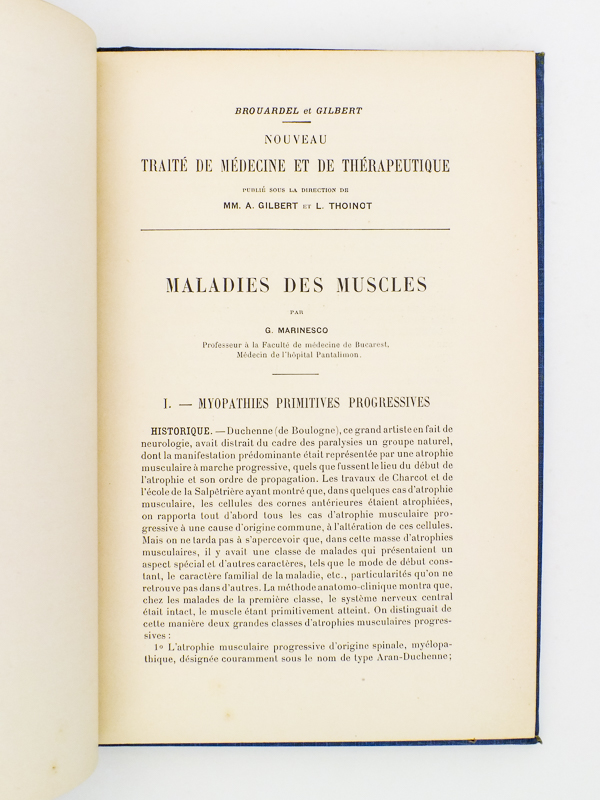 BROUARDEL et GILBERT
NOUVEAU
TRAITÉ DE MÉDECINE ET DE THÉRAPEUTIQUE
PUBLIÉ SOUS LA DIRECTION DE
MM. A. GILBERT ET L. THOINOT
MALADIES DES MUSCLES
PAR
G. MARINESCO
Professeur à la Faculté de médecine de Bucarest,
Médecin de l'hôpital Pantalimon.
I. — MYOPATHIES PRIMITIVES PROGRESSIVES
HISTORIQUE. — Duchenne (de Boulogne), ce grand artiste en fait de
neurologie, avait distrait du cadre des paralysies un groupe naturel,
dont la manifestation prédominante était représentée par une atrophie
musculaire à marche progressive, quels que fussent le lieu du début de
l'atrophie et son ordre de propagation. Les travaux de Charcot et de
l'école de la Salpêtrière ayant montré que, dans quelques cas d'atrophie
musculaire, les cellules des cornes antérieures étaient atrophiées,
on rapporta tout d'abord tous les cas d'atrophie musculaire pro-
gressive à une cause d'origine commune, à l'altération de ces cellules.
Mais on ne tarda pas à s'apercevoir que, dans cette masse d'atrophies
musculaires, il y avait une classe de malades qui présentaient un
aspect spécial et d'autres caractères, tels que le mode de début cons-
tant, le caractère familial de la maladie, etc., particularités qu'on ne
retrouve pas dans d'autres. La méthode anatomo-clinique montra que,
chez les malades de la première classe, le système nerveux central
était intact, le muscle étant primitivement atteint. On distinguait de
cette manière deux grandes classes d'atrophies musculaires progres-
sives :
1º L'atrophie musculaire progressive d'origine spinale, myélopa-
thique, désignée couramment sous le nom de type Aran-Duchenne;